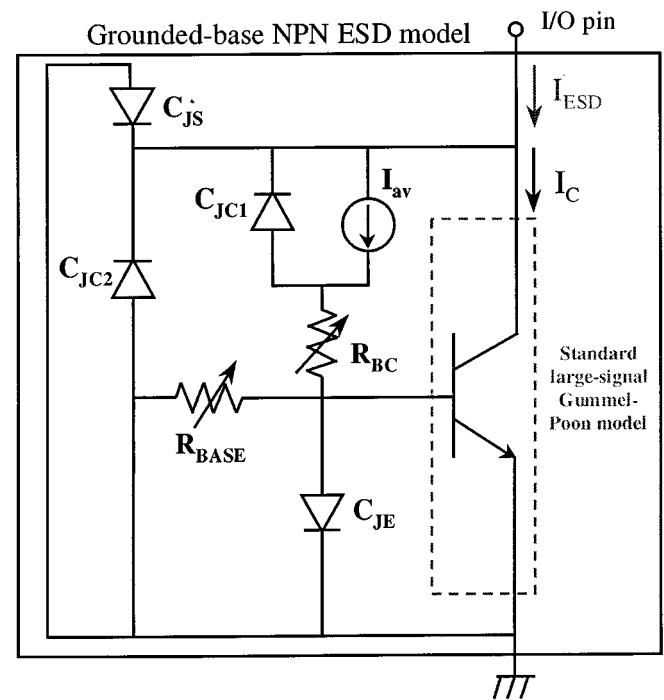 Grounded-base NPN ESD model
I/O pin
I_ESD
C_JS
I_C
C_JC1
I_av
C_JC2
R_BC
R_BASE
C_JE
Standard
large-signal
Gummel-
Poon model